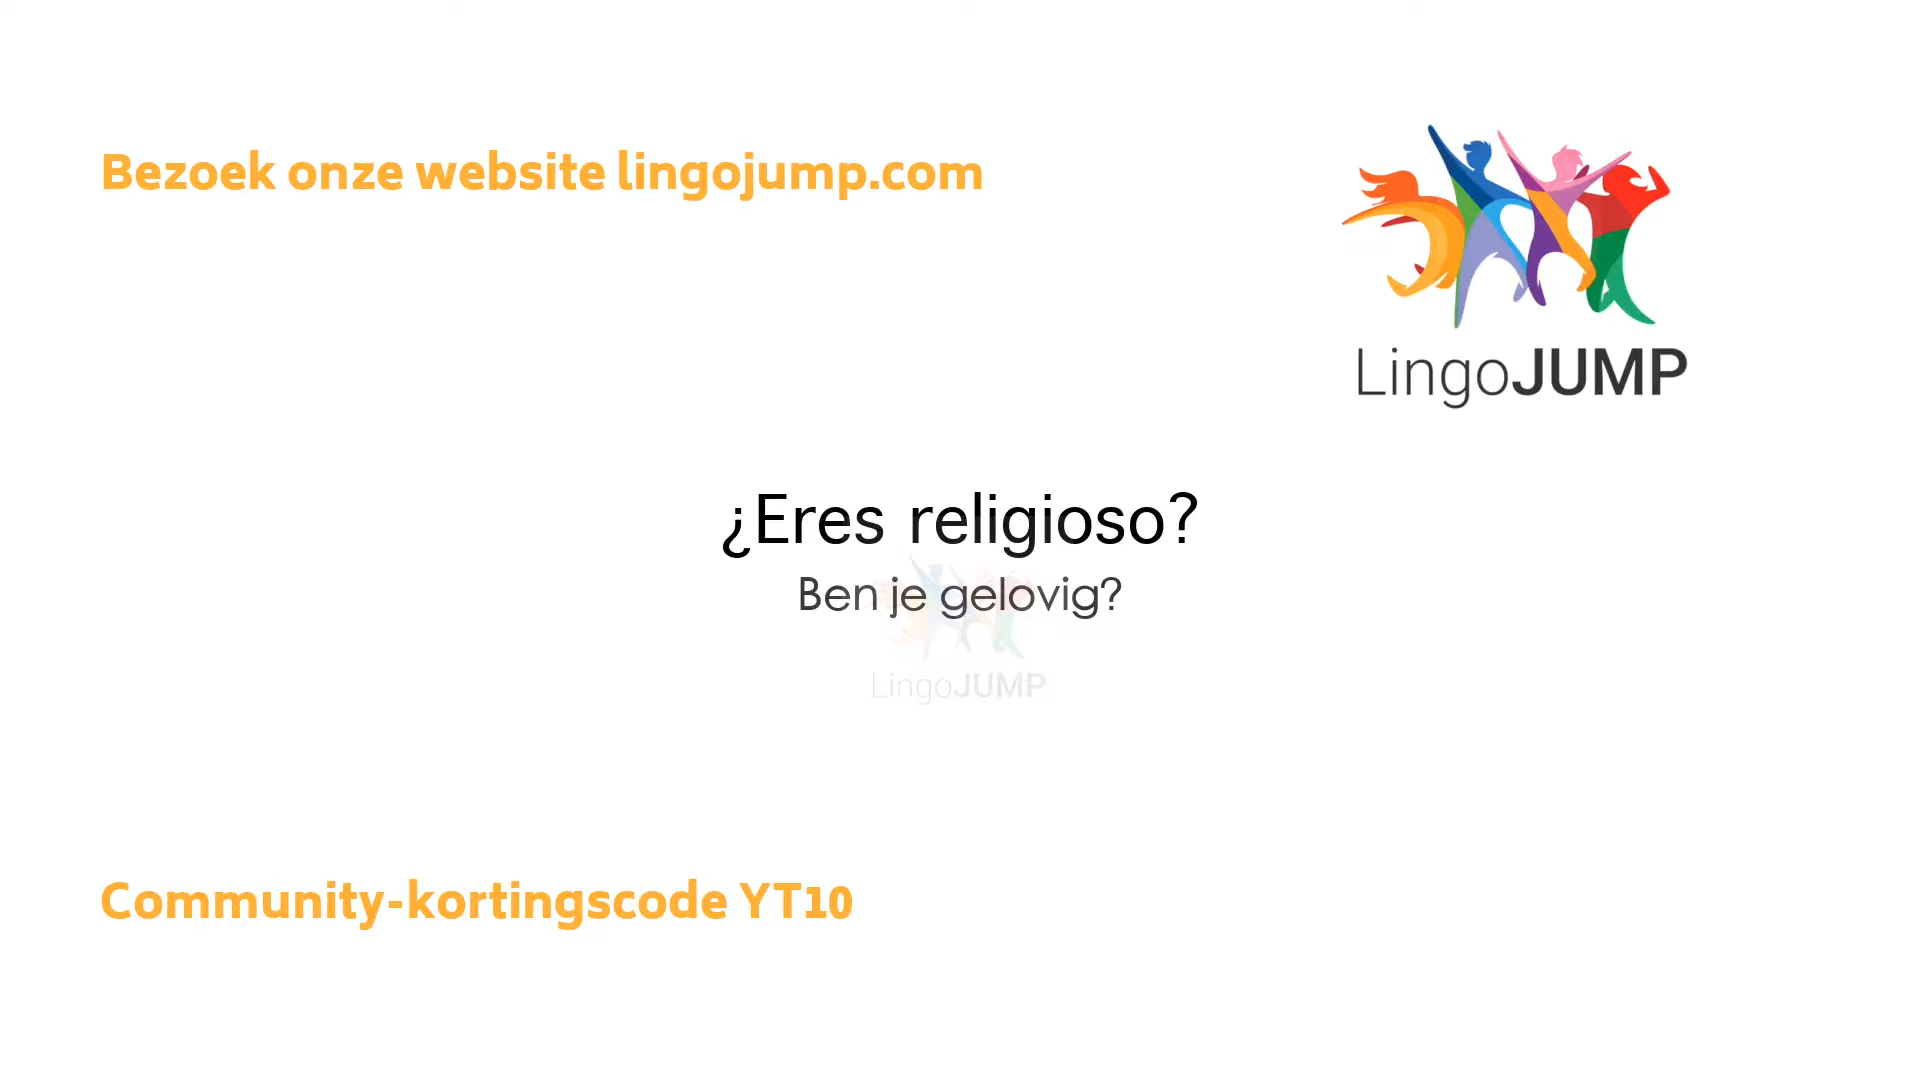 Bezoek onze website lingojump.com
LingoJUMP
¿Eres religioso?
Ben je gelovig?
LingoJUMP
Community-kortingscode YT10